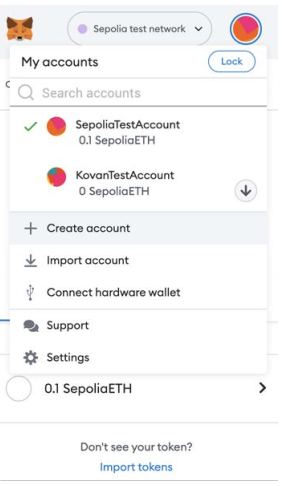 Sepolia test network
My accounts
Lock
Search accounts
SepoliaTestAccount
0.1 SepoliaETH
KovanTestAccount
0 SepoliaETH
Create account
Import account
Connect hardware wallet
Support
Settings
0.1 SepoliaETH
Don't see your token?
Import tokens